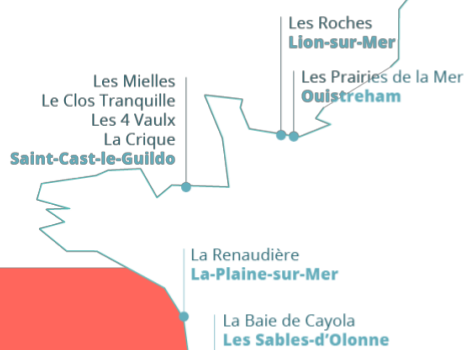 Les Roches
Lion-sur-Mer
Les Prairies de la Mer
Ouistreham
Les Mielles
Le Clos Tranquille
Les 4 Vaulx
La Crique
Saint-Cast-le-Guildo
La Renaudière
La-Plaine-sur-Mer
La Baie de Cayola
Les Sables-d’Olonne